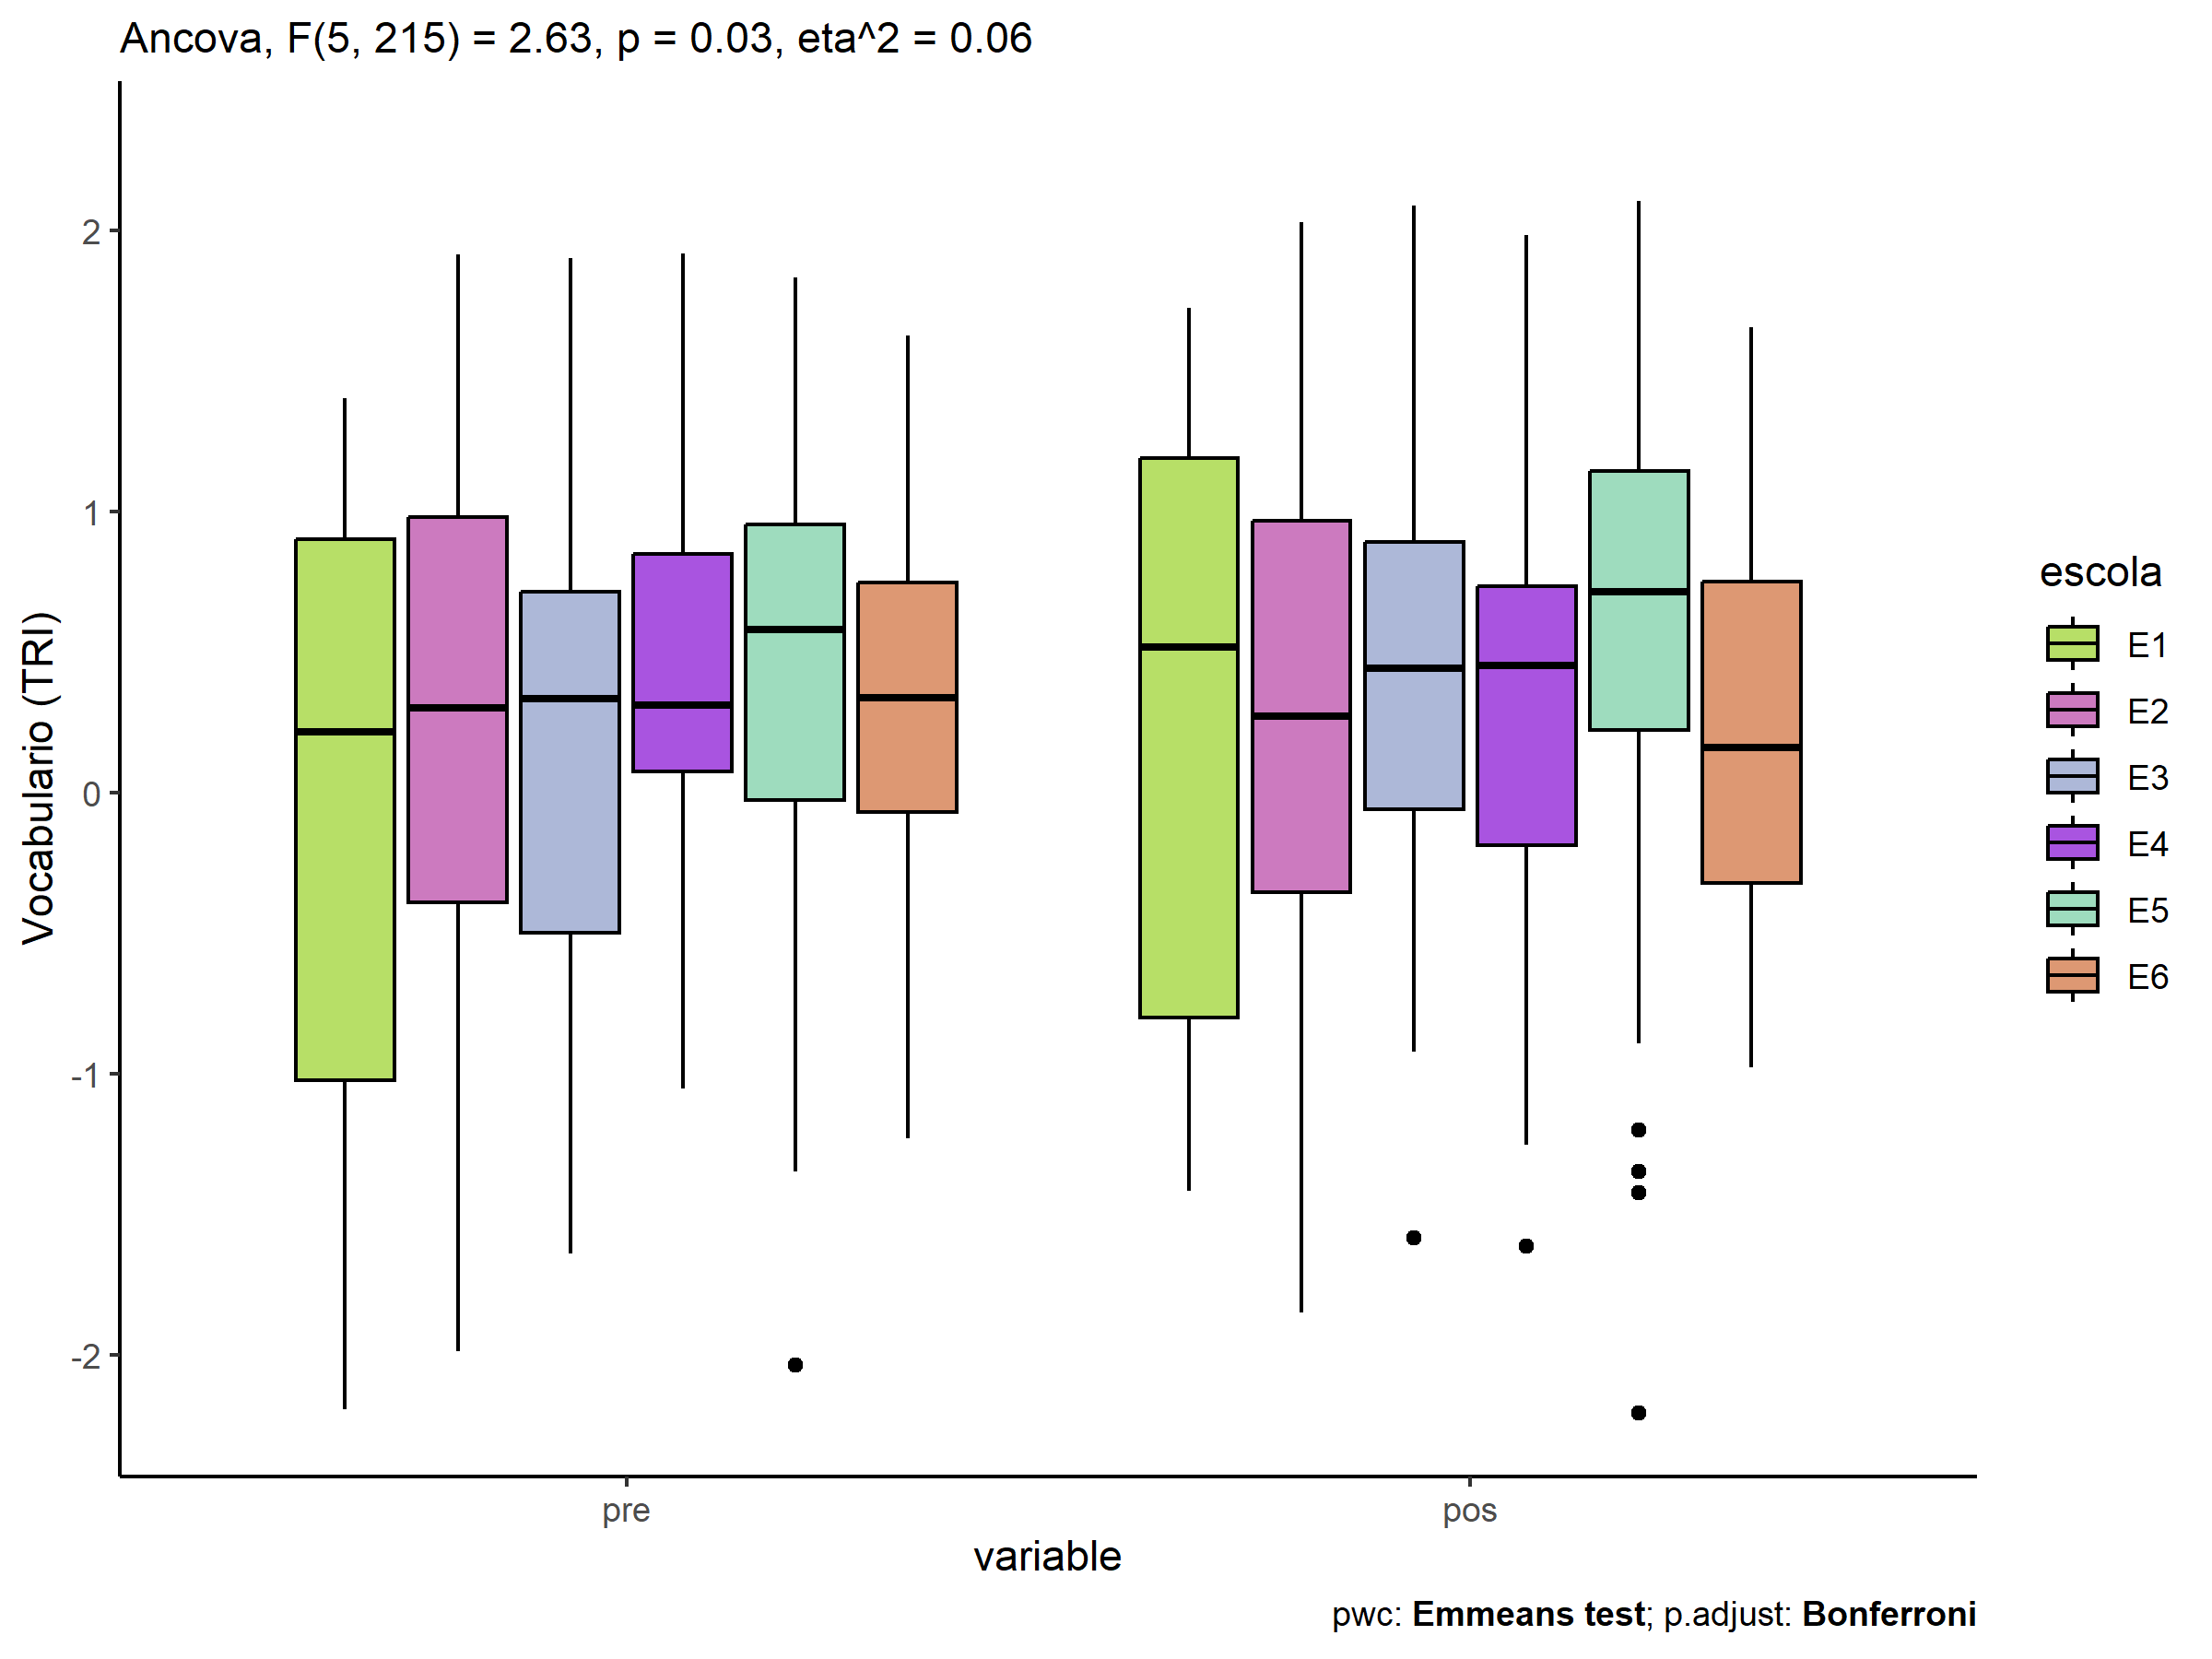 Ancova, F(5, 215) = 2.63, p = 0.03, eta^2 = 0.06
Vocabulario (TRI)
2
1
0
-1
-2
pre
pos
variable
escola
E1
E2
E3
E4
E5
E6
pwc: Emmeans test; p.adjust: Bonferroni